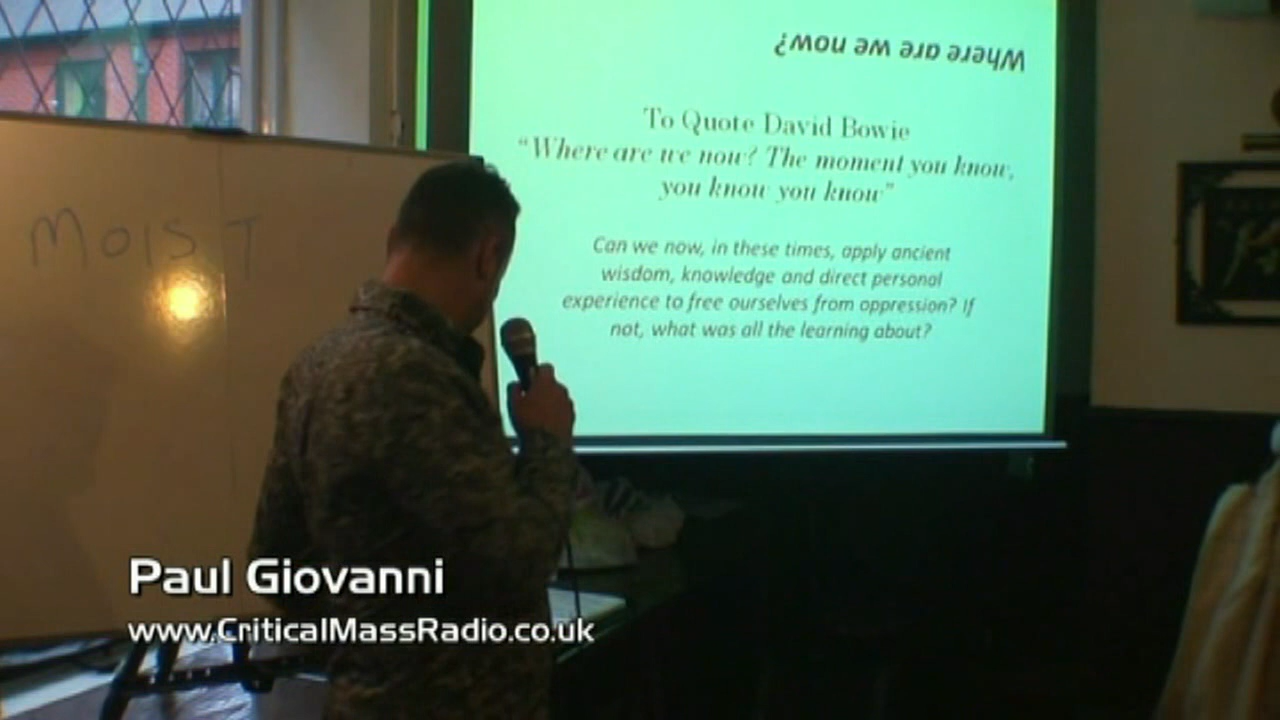 Where are we now?
To Quote David Bowie
“Where are we now? The moment you know,
you know you know”
Can we now, in these times, apply ancient
wisdom, knowledge and direct personal
experience to free ourselves from oppression? If
not, what was all the learning about?
MOIST
Paul Giovanni
www.CriticalMassRadio.co.uk